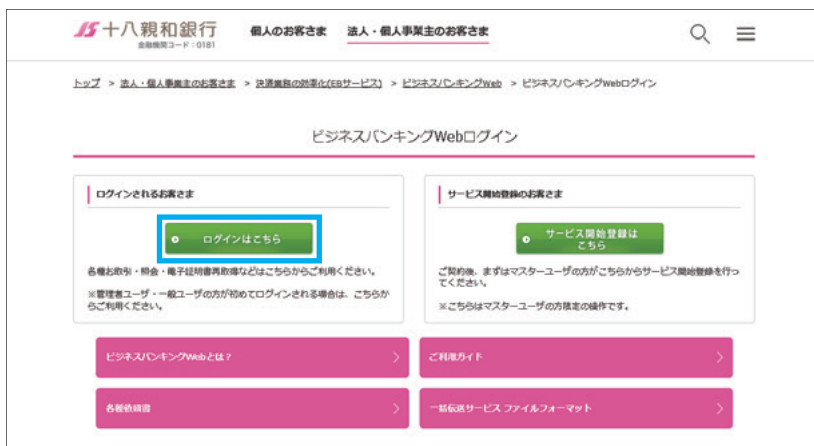 十八親和銀行
金融機関コード:0181
個人のお客さま 法人・個人事業主のお客さま
トップ > 法人・個人事業主のお客さま > 決済業務の効率化(EBサービス) > ビジネスバンキングWeb > ビジネスバンキングWebログイン
ビジネスバンキングWebログイン
ログインされるお客さま
ログインはこちら
各種お取引・照会・電子証明書再取得などはこちらからご利用ください。
※管理者ユーザ・一般ユーザの方が初めてログインされる場合は、こちらか
らご利用ください。
サービス開始登録のお客さま
サービス開始登録は
こちら
ご契約後、まずはマスターユーザの方がこちらからサービス開始登録を行っ
てください。
※こちらはマスターユーザの方限定の操作です。
ビジネスバンキングWebとは?
ご利用ガイド
各種依頼書
一括伝送サービス ファイルフォーマット